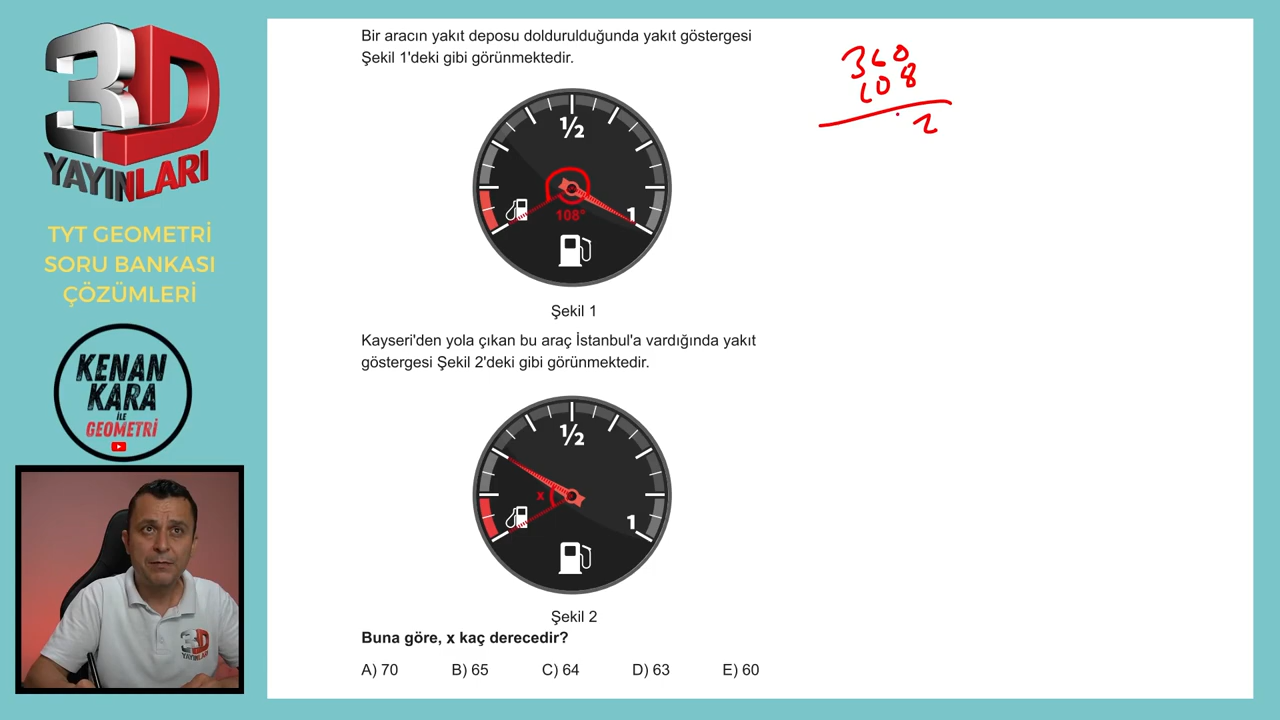 3D
YAYINLARI
TYT GEOMETRİ
SORU BANKASI
ÇÖZÜMLERİ
KENAN
KARA
İLE
GEOMETRİ
3D
YAYINLARI
Bir aracın yakıt deposu doldurulduğunda yakıt göstergesi
Şekil 1'deki gibi görünmektedir.
1/2
108°
1
Şekil 1
Kayseri'den yola çıkan bu araç İstanbul'a vardığında yakıt
göstergesi Şekil 2'deki gibi görünmektedir.
1/2
x
1
Şekil 2
Buna göre, x kaç derecedir?
A) 70 B) 65 C) 64 D) 63 E) 60
360
108
2